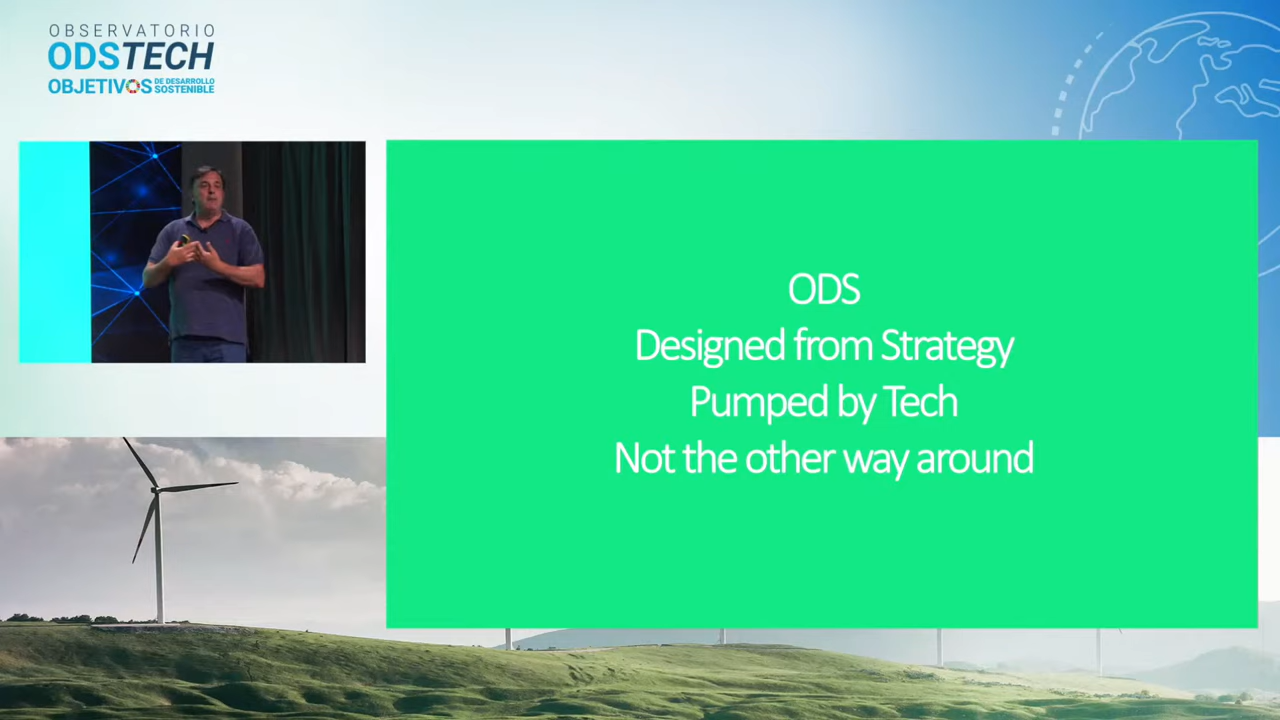 OBSERVATORIO
ODSTECH
OBJETIVOS DE DESARROLLO SOSTENIBLE
ODS
Designed from Strategy
Pumped by Tech
Not the other way around